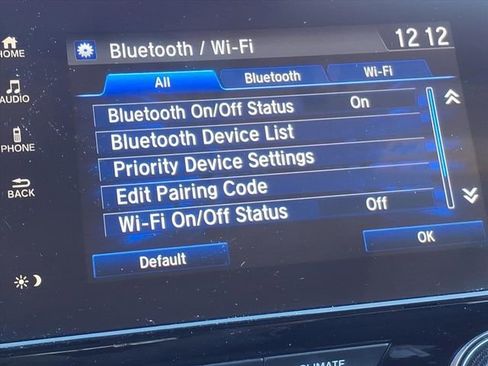 Bluetooth / Wi-Fi
12 12
HOME
All
Bluetooth
Wi-Fi
AUDIO
Bluetooth On/Off Status On
Bluetooth Device List
PHONE
Priority Device Settings
BACK
Edit Pairing Code
Wi-Fi On/Off Status Off
Default
OK
CLIMATE